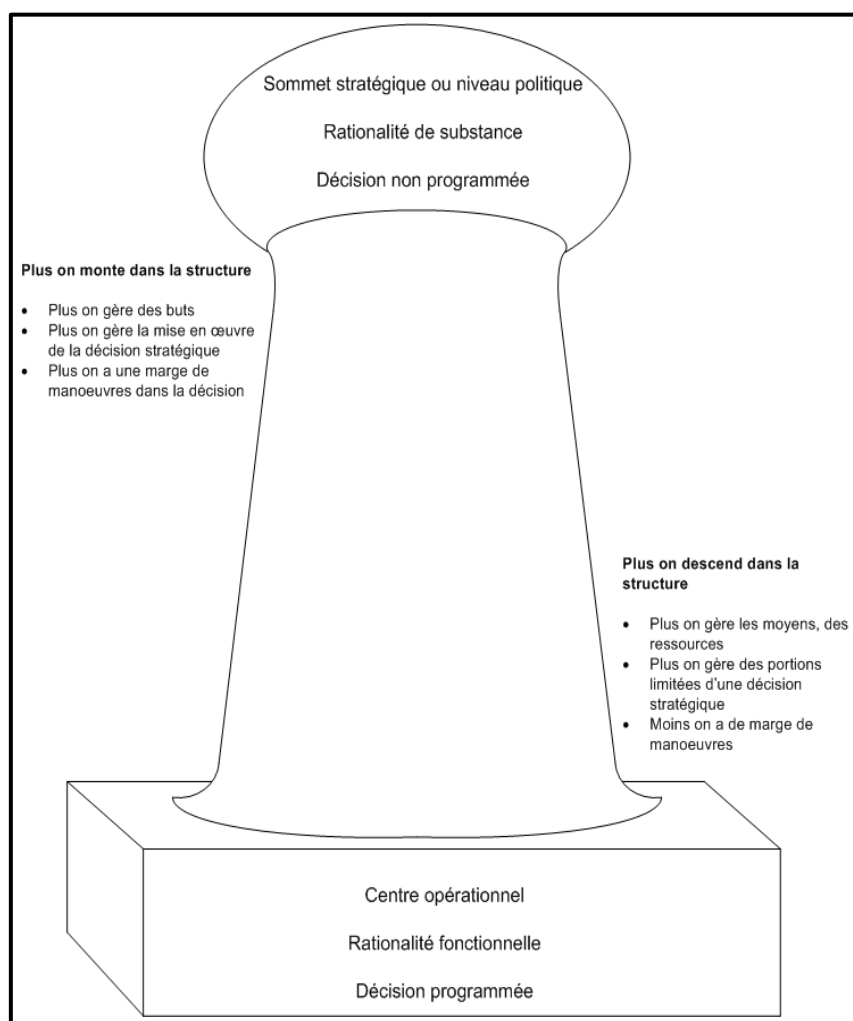 Sommet stratégique ou niveau politique
Rationalité de substance
Décision non programmée
Plus on monte dans la structure
• Plus on gère des buts
• Plus on gère la mise en œuvre
de la décision stratégique
• Plus on a une marge de
manoeuvres dans la décision
Plus on descend dans la
structure
• Plus on gère les moyens, des
ressources
• Plus on gère des portions
limitées d'une décision
stratégique
• Moins on a de marge de
manoeuvres
Centre opérationnel
Rationalité fonctionnelle
Décision programmée